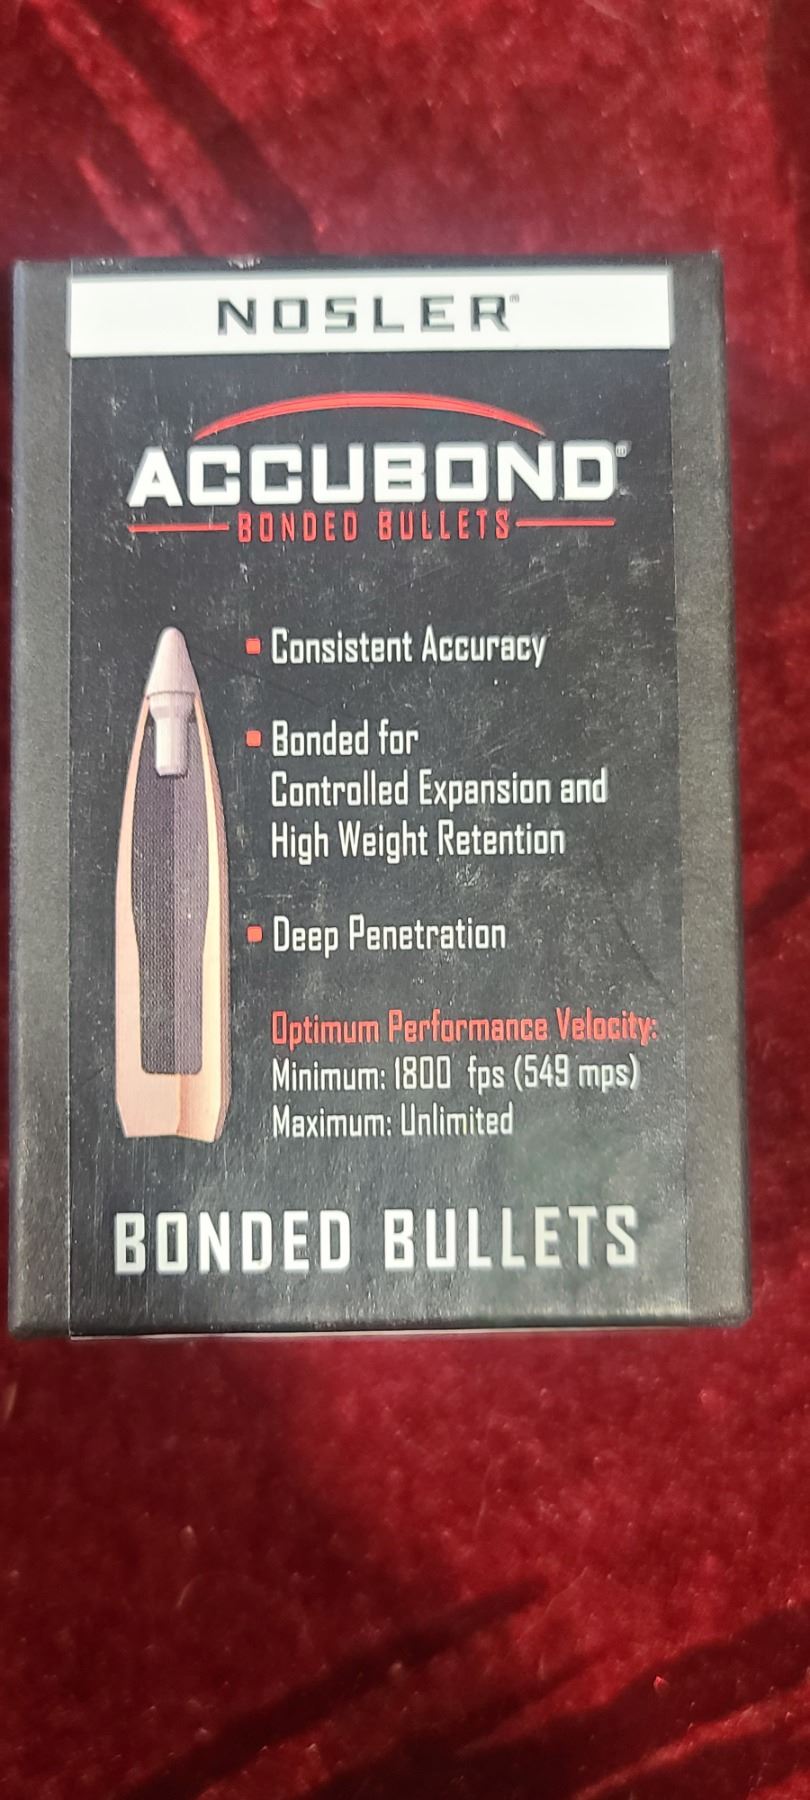 NOSLER®
ACCUBOND®
BONDED BULLETS
▪ Consistent Accuracy
▪ Bonded for
Controlled Expansion and
High Weight Retention
▪ Deep Penetration
Optimum Performance Velocity:
Minimum: 1800 fps (549 mps)
Maximum: Unlimited
BONDED BULLETS